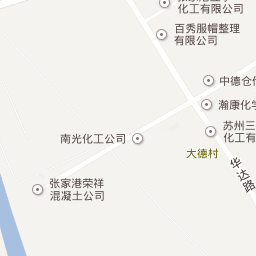 化工有限公司
百秀服帽整理
有限公司
中德仓
瀚康化学
苏州三
化工有
南光化工公司
大德村
华达路
张家港荣祥
混凝土公司